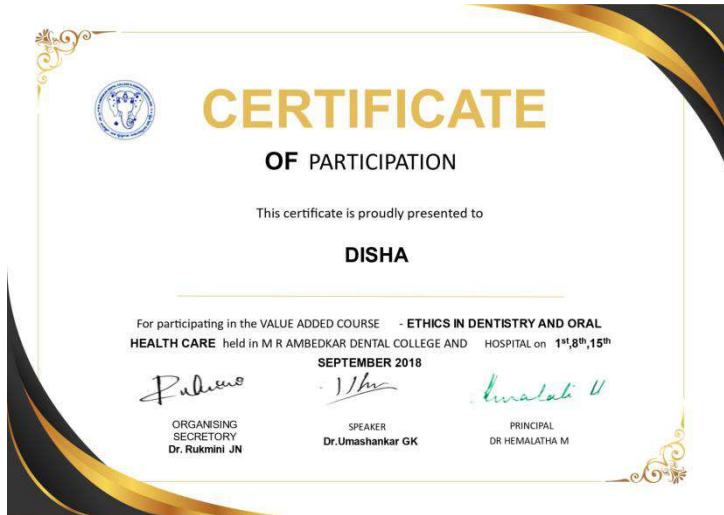 CERTIFICATE
OF PARTICIPATION
This certificate is proudly presented to
DISHA
For participating in the VALUE ADDED COURSE - ETHICS IN DENTISTRY AND ORAL
HEALTH CARE held in M R AMBEDKAR DENTAL COLLEGE AND HOSPITAL on 1st,8th,15th
SEPTEMBER 2018
ORGANISING
SECRETORY
Dr. Rukmini JN
SPEAKER
Dr.Umashankar GK
PRINCIPAL
DR HEMALATHA M